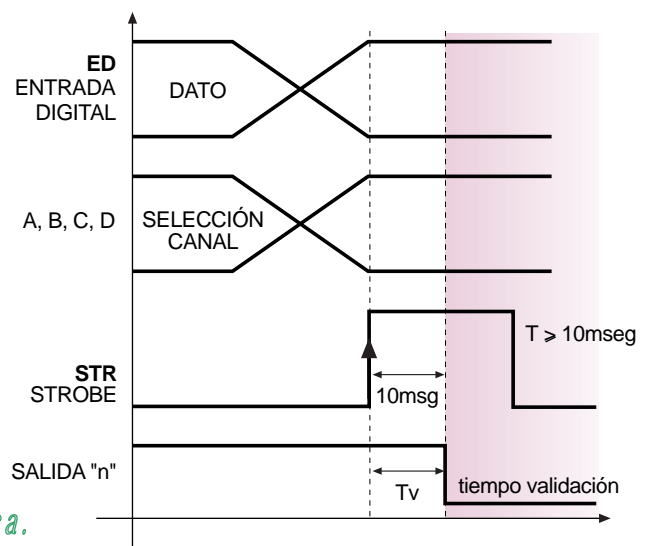 ED
ENTRADA
DIGITAL
DATO
A, B, C, D
SELECCIÓN
CANAL
T ⩾ 10mseg
STR
STROBE
10msg
SALIDA "n"
Tv
tiempo validación
a.